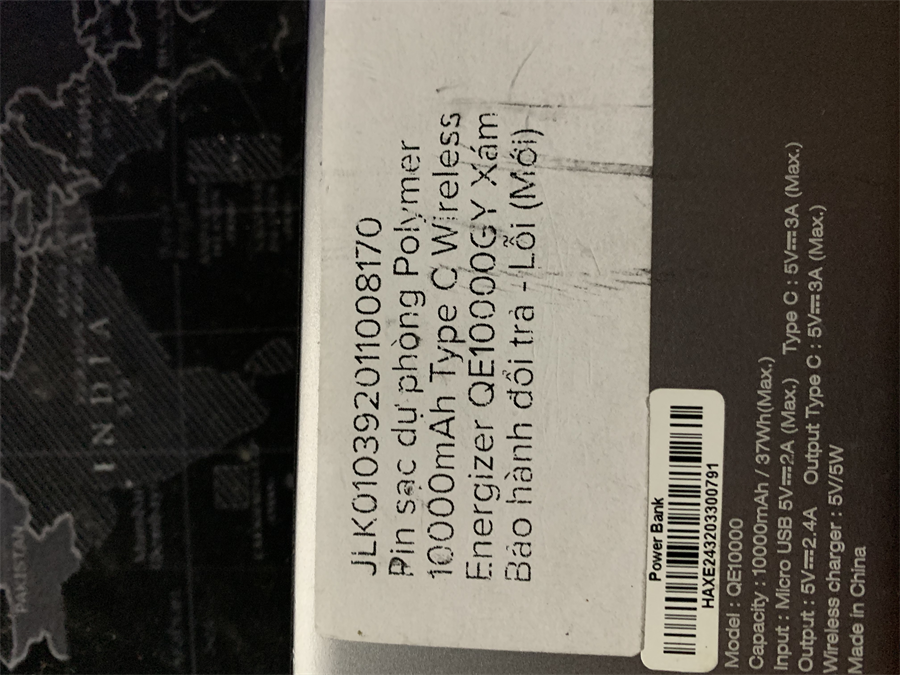 JLK010392011008170
Pin sạc dự phòng Polymer
10000mAh Type C Wireless
Energizer QE10000GY Xám
Bảo hành đổi trả - Lỗi (Mới)
Power Bank
HAXE243203300791
Model : QE10000
Capacity : 10000mAh / 37Wh(Max.)
Input : Micro USB 5V⎓2A (Max.) Type C : 5V⎓3A (Max.)
Output : 5V⎓2.4A Output Type C : 5V⎓3A (Max.)
Wireless charger : 5V/5W
Made in China
INDIA
PAKISTAN